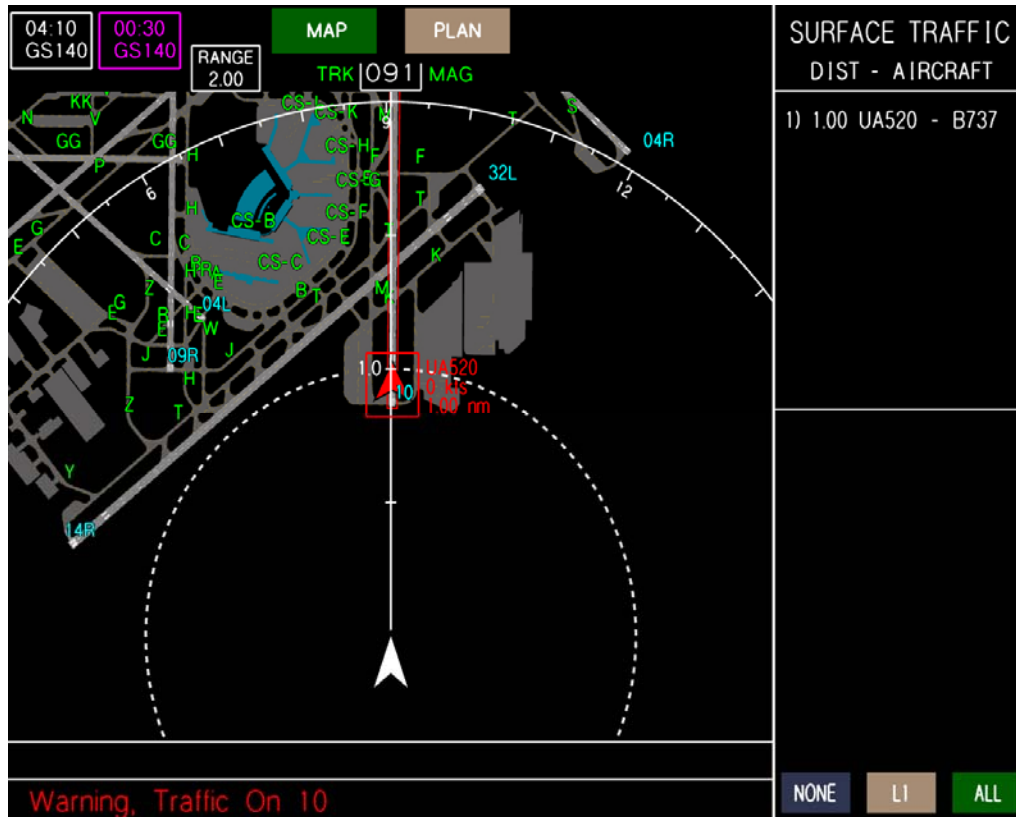 04:10
GS140
00:30
GS140
RANGE
2.00
MAP
PLAN
TRK 091 MAG
SURFACE TRAFFIC
DIST - AIRCRAFT
1) 1.00 UA520 - B737
KK
N
V
GG
GG
P
H
CS-K
M
9
T
S
04R
CS-H
F
F
32L
12
6
CS-G
T
H
CS-F
CS-B
CS-E
G
E
C
C
CS-C
K
H
R
A
E
Z
B
T
M
K
G
E
R
E
H
E
04L
W
J
09R
J
H
1.0
10
UA520
0 kts
1.00 nm
Z
T
Y
14R
Warning, Traffic On 10
NONE
L1
ALL